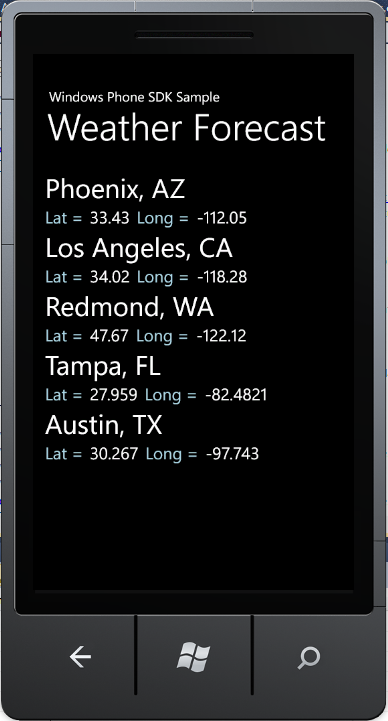 Windows Phone SDK Sample
Weather Forecast
Phoenix, AZ
Lat = 33.43 Long = -112.05
Los Angeles, CA
Lat = 34.02 Long = -118.28
Redmond, WA
Lat = 47.67 Long = -122.12
Tampa, FL
Lat = 27.959 Long = -82.4821
Austin, TX
Lat = 30.267 Long = -97.743